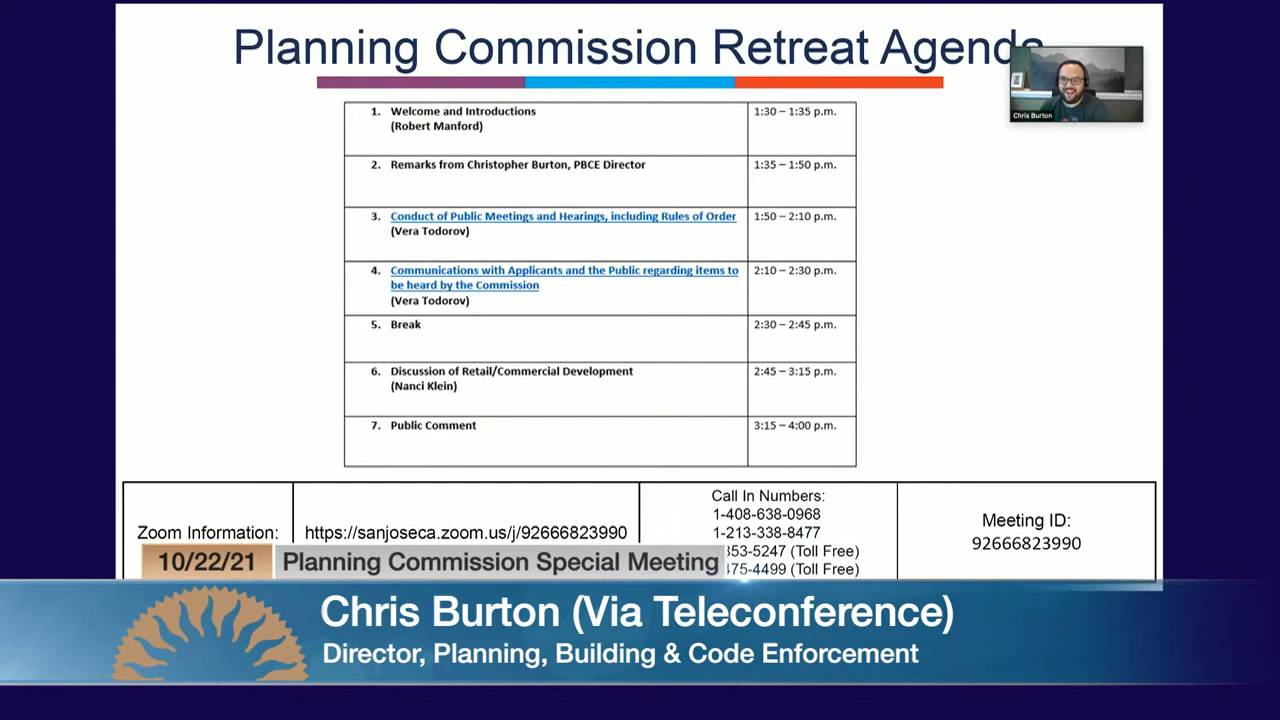 Planning Commission Retreat Agenda
Chris Burton
1. Welcome and Introductions
(Robert Manford)
1:30 – 1:35 p.m.
2. Remarks from Christopher Burton, PBCE Director
1:35 – 1:50 p.m.
3. Conduct of Public Meetings and Hearings, including Rules of Order
(Vera Todorov)
1:50 – 2:10 p.m.
4. Communications with Applicants and the Public regarding items to
be heard by the Commission
(Vera Todorov)
2:10 – 2:30 p.m.
5. Break
2:30 – 2:45 p.m.
6. Discussion of Retail/Commercial Development
(Nanci Klein)
2:45 – 3:15 p.m.
7. Public Comment
3:15 – 4:00 p.m.
Zoom Information:
https://sanjoseca.zoom.us/j/92666823990
Call In Numbers:
1-408-638-0968
1-213-338-8477
353-5247 (Toll Free)
475-4499 (Toll Free)
Meeting ID:
92666823990
10/22/21
Planning Commission Special Meeting
Chris Burton (Via Teleconference)
Director, Planning, Building & Code Enforcement